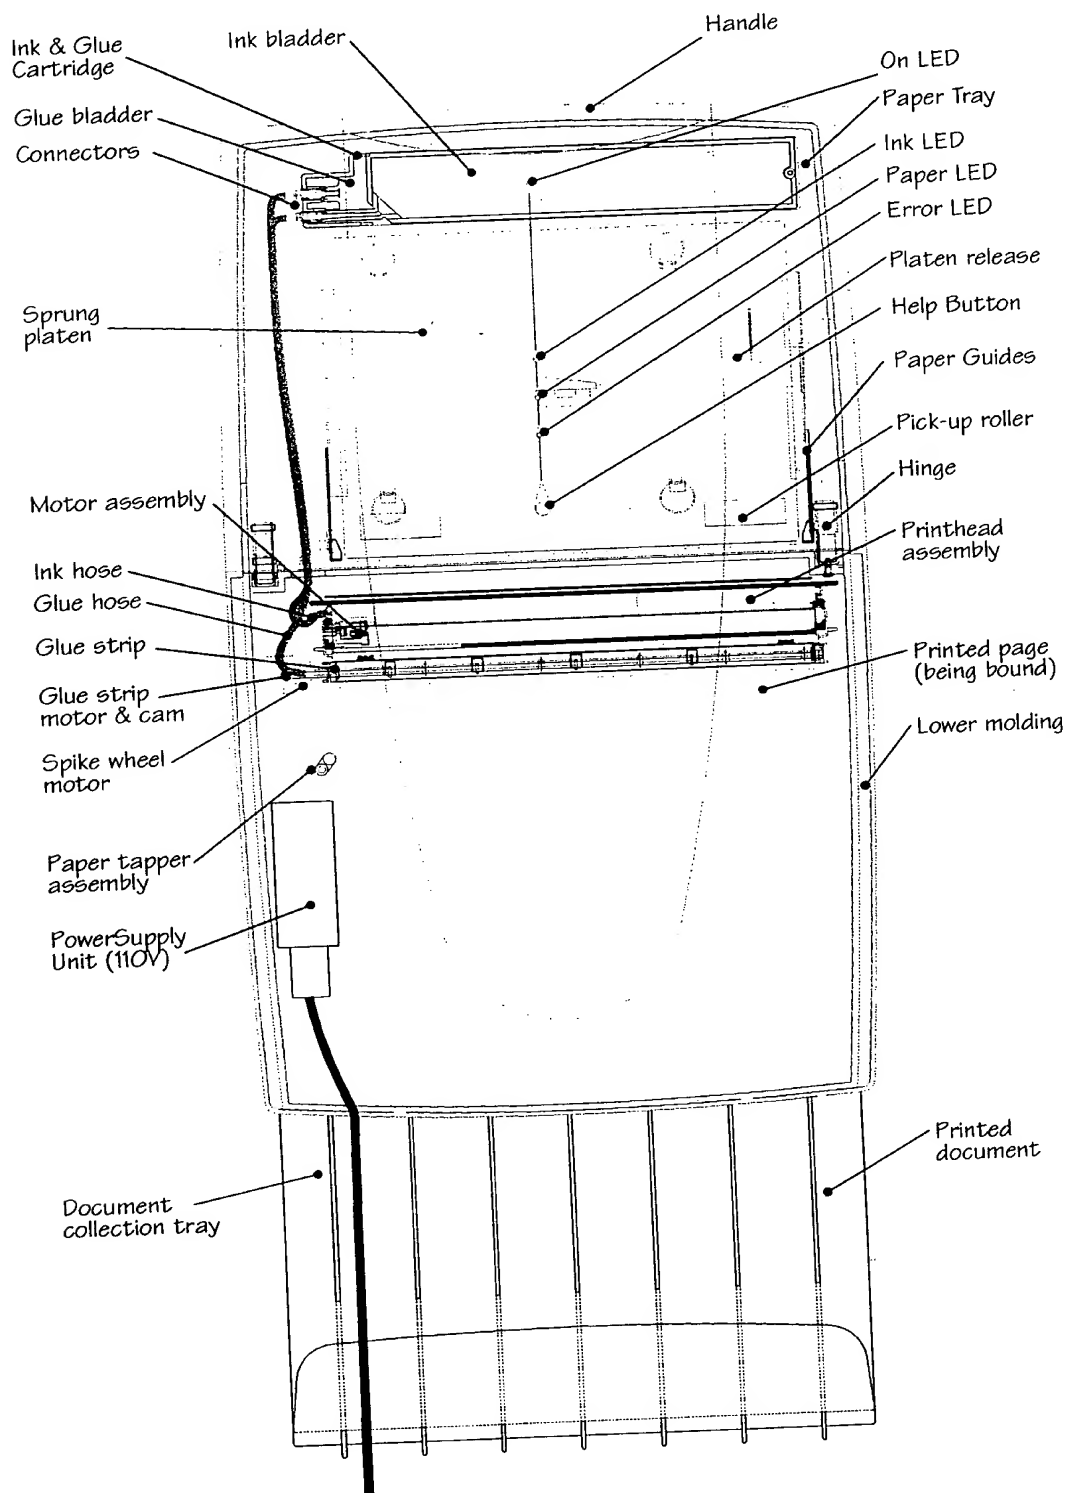 Handle
Ink bladder
Ink & Glue
Cartridge
On LED
Glue bladder
Paper Tray
Connectors
Ink LED
Paper LED
Error LED
Platen release
Sprung
platen
Help Button
Paper Guides
Pick-up roller
Motor assembly
Hinge
Printhead
assembly
Ink hose
Glue hose
Glue strip
Printed page
(being bound)
Glue strip
motor & cam
Lower molding
Spike wheel
motor
Paper tapper
assembly
PowerSupply
Unit (110V)
Printed
document
Document
collection tray